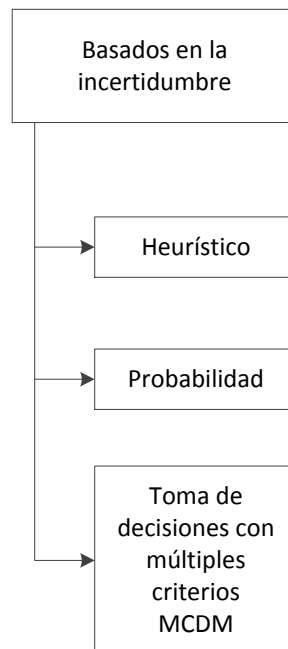 Basados en la
incertidumbre
Heurístico
Probabilidad
Toma de
decisiones con
múltiples
criterios
MCDM